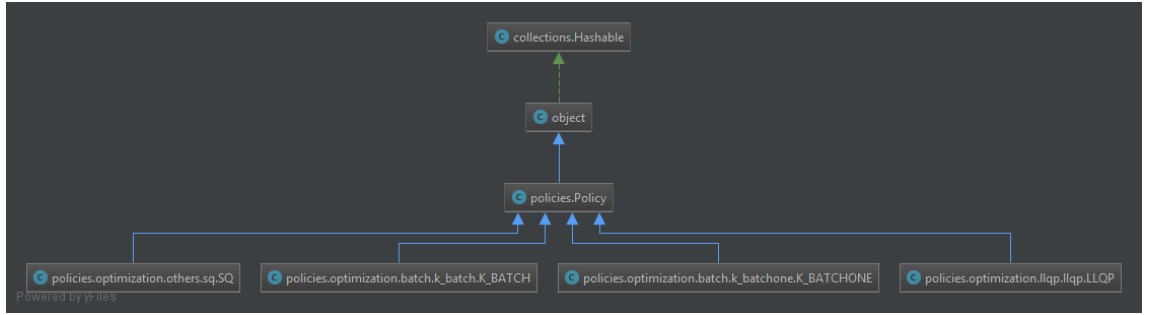 collections.Hashable
object
policies.Policy
policies.optimization.others.sq.SQ
policies.optimization.batch.k_batch.K_BATCH
policies.optimization.batch.k_batchone.K_BATCHONE
policies.optimization.llqp.llqp.LLQP
Powered by yFiles